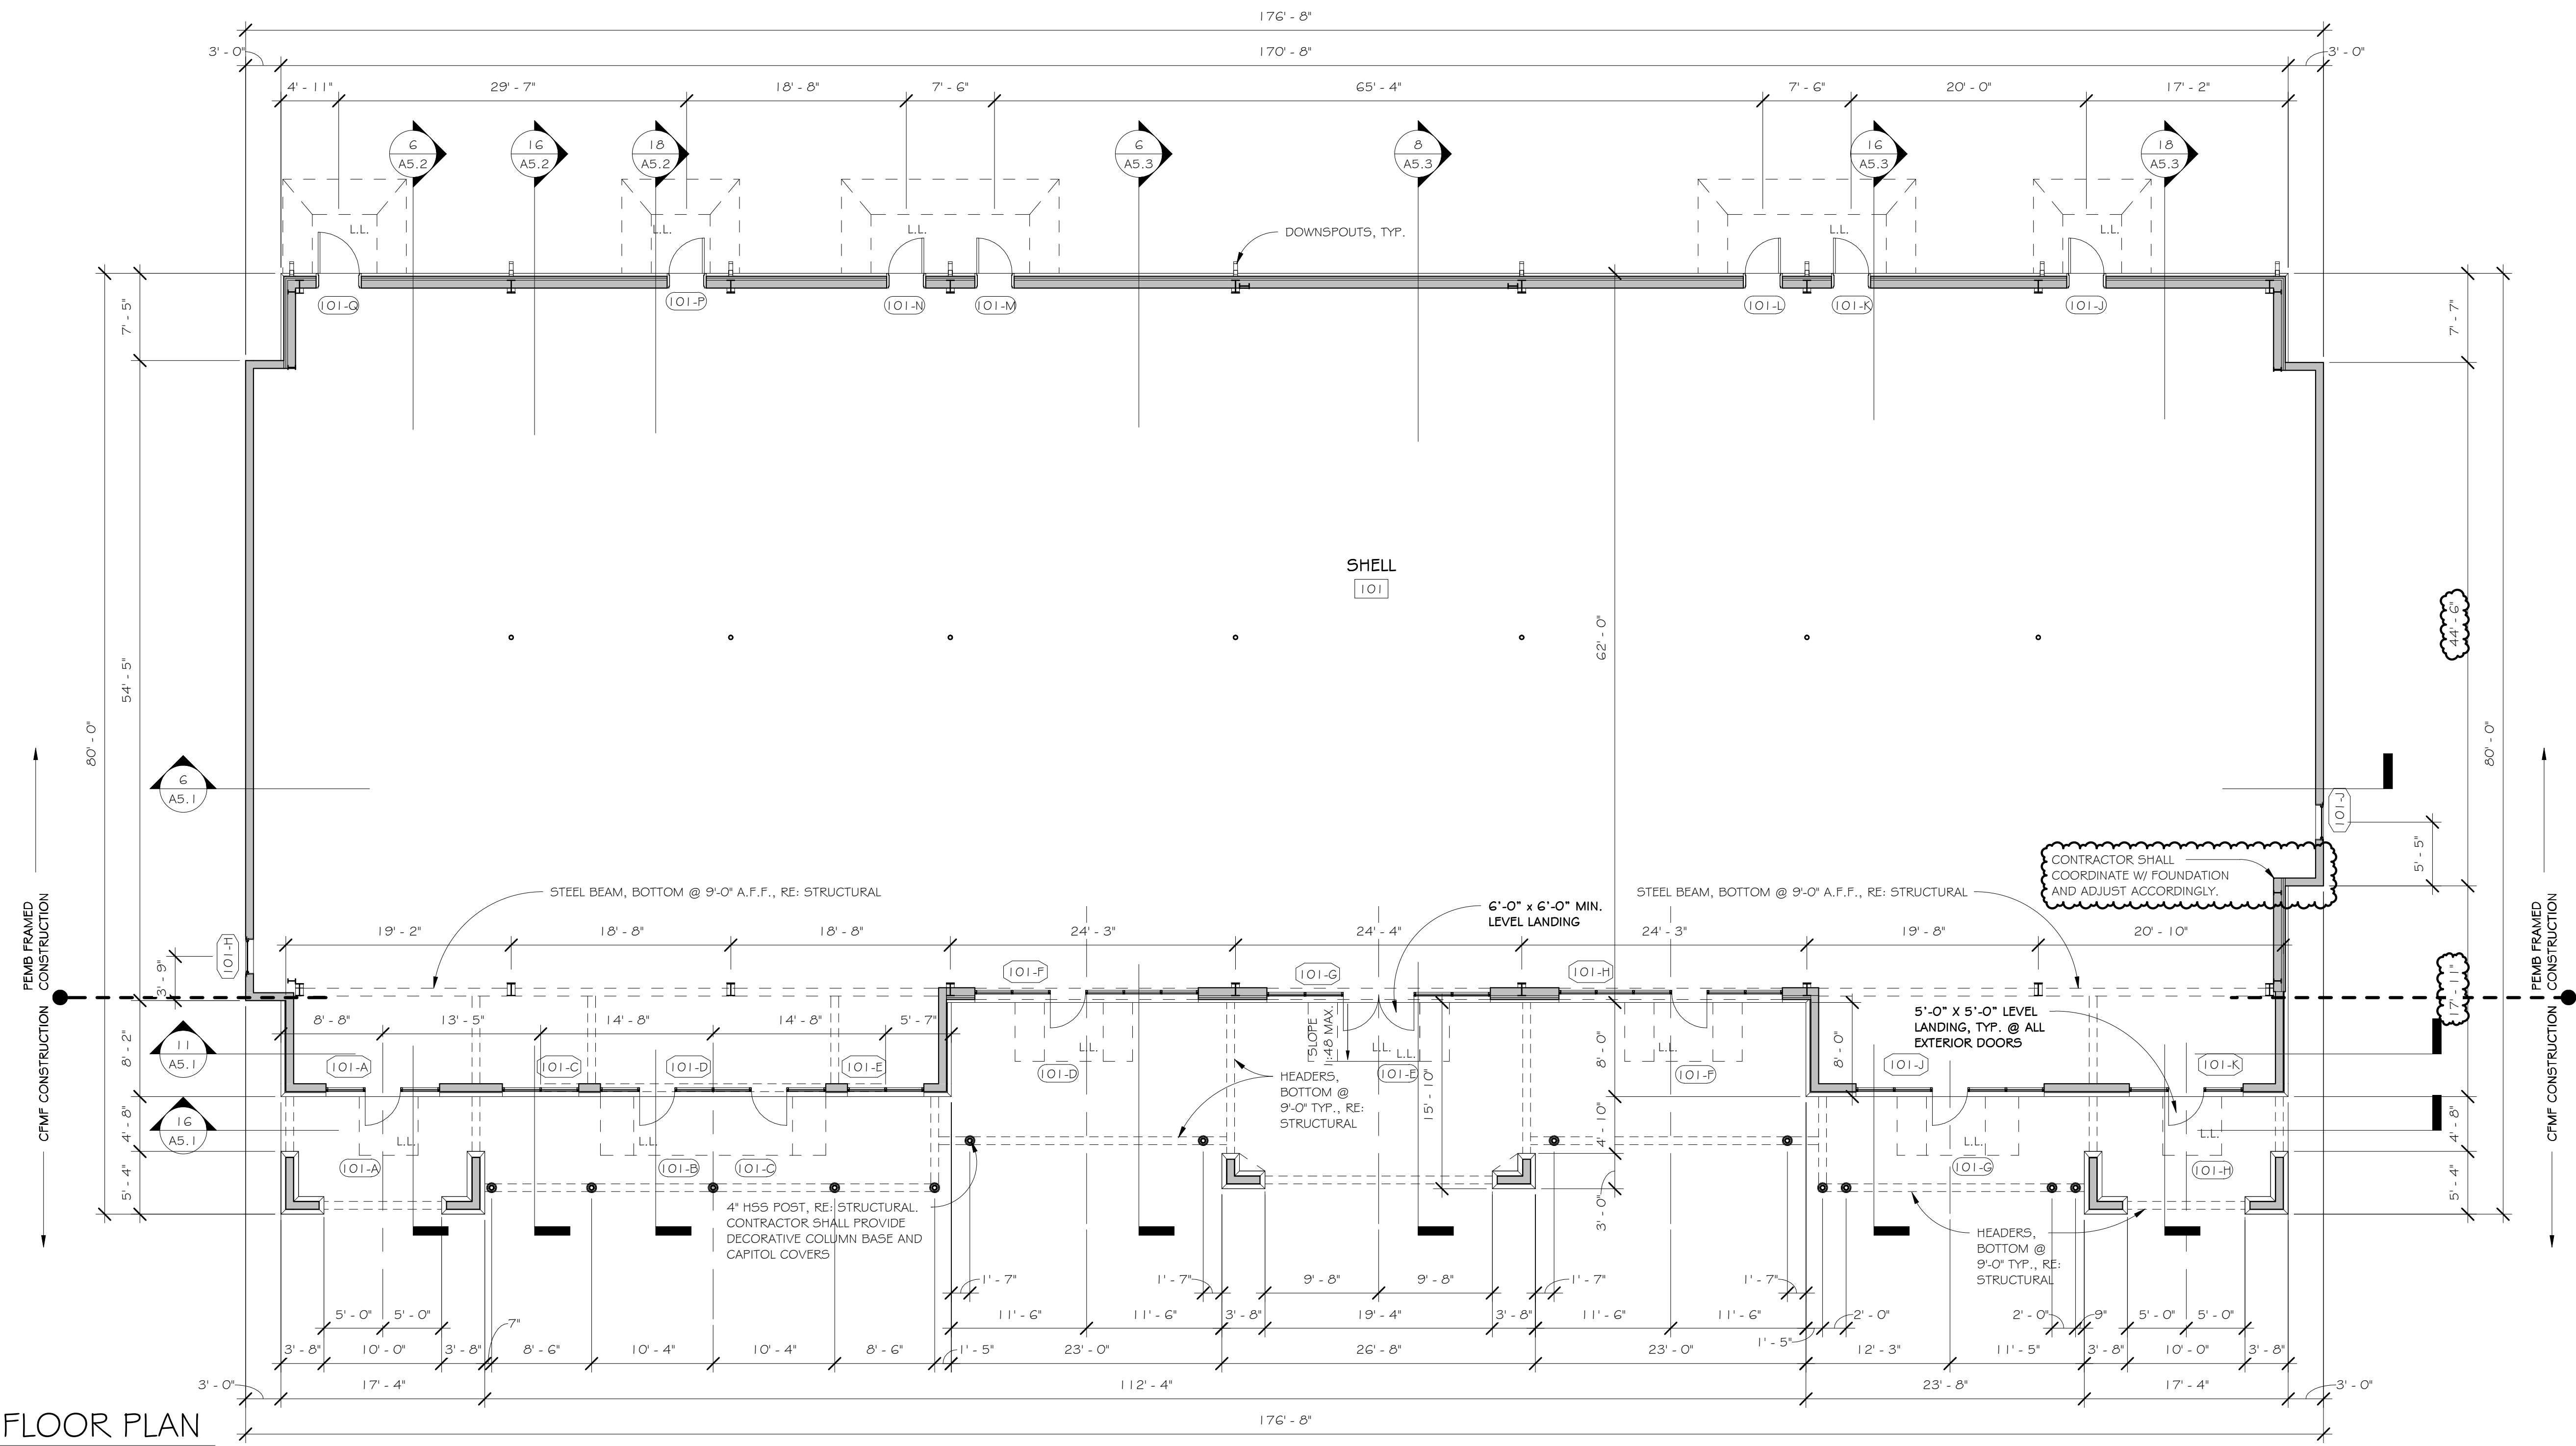 176' - 8"
3' - 0"
170' - 8"
3' - 0"
4' - 11"
29' - 7"
18' - 8"
7' - 6"
65' - 4"
7' - 6"
20' - 0"
17' - 2"
6
A5.2
16
A5.2
18
A5.2
6
A5.3
8
A5.3
16
A5.3
18
A5.3
L.L.
L.L.
L.L.
L.L.
L.L.
DOWNSPOUTS, TYP.
101-Q
101-P
101-N
101-M
101-L
101-K
101-J
7' - 5"
7' - 7"
SHELL
101
62' - 0"
44' - 6"
54' - 5"
80' - 0"
80' - 0"
6
A5.1
101-J
5' - 5"
CONTRACTOR SHALL
COORDINATE W/ FOUNDATION
AND ADJUST ACCORDINGLY.
STEEL BEAM, BOTTOM @ 9'-0" A.F.F., RE: STRUCTURAL
STEEL BEAM, BOTTOM @ 9'-0" A.F.F., RE: STRUCTURAL
6'-0" x 6'-0" MIN.
LEVEL LANDING
PEMB FRAMED
CONSTRUCTION
PEMB FRAMED
CONSTRUCTION
19' - 2"
18' - 8"
18' - 8"
24' - 3"
24' - 4"
24' - 3"
19' - 8"
20' - 10"
101-H
3' - 9"
101-F
101-G
101-H
17' - 11"
CFMF CONSTRUCTION
CFMF CONSTRUCTION
8' - 8"
13' - 5"
14' - 8"
14' - 8"
5' - 7"
SLOPE
1:48 MAX.
5'-0" X 5'-0" LEVEL
LANDING, TYP. @ ALL
EXTERIOR DOORS
11
A5.1
8' - 2"
101-A
101-C
101-D
101-E
L.L.
L.L.
L.L.
L.L.
101-D
101-E
101-F
8' - 0"
8' - 0"
101-J
101-K
HEADERS,
BOTTOM @
9'-0" TYP., RE:
STRUCTURAL
15' - 10"
16
A5.1
4' - 8"
L.L.
L.L.
4' - 10"
L.L.
L.L.
4' - 8"
101-A
101-B
101-C
101-G
101-H
5' - 4"
5' - 4"
3' - 0"
4" HSS POST, RE: STRUCTURAL.
CONTRACTOR SHALL PROVIDE
DECORATIVE COLUMN BASE AND
CAPITOL COVERS
HEADERS,
BOTTOM @
9'-0" TYP., RE:
STRUCTURAL
1' - 7"
1' - 7"
9' - 8"
9' - 8"
1' - 7"
1' - 7"
5' - 0"
5' - 0"
7"
11' - 6"
11' - 6"
3' - 8"
19' - 4"
3' - 8"
11' - 6"
11' - 6"
1' - 5"
2' - 0"
2' - 0"
9"
5' - 0"
5' - 0"
3' - 8"
10' - 0"
3' - 8"
8' - 6"
10' - 4"
10' - 4"
8' - 6"
1' - 5"
23' - 0"
26' - 8"
23' - 0"
12' - 3"
11' - 5"
3' - 8"
10' - 0"
3' - 8"
3' - 0"
17' - 4"
112' - 4"
23' - 8"
17' - 4"
3' - 0"
176' - 8"
FLOOR PLAN